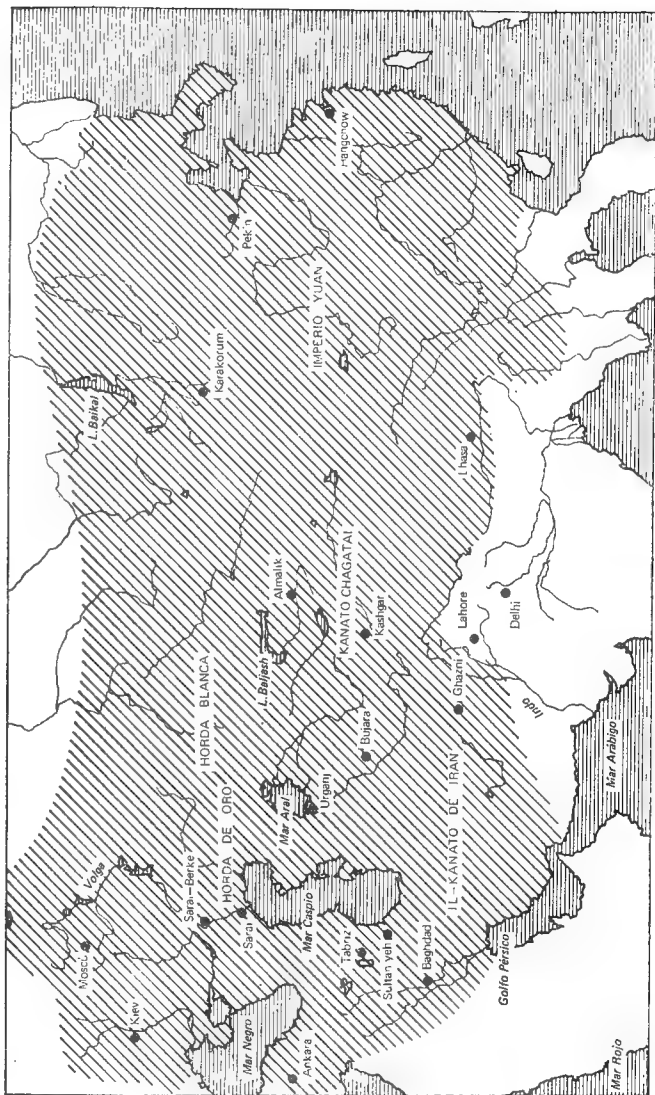 L. Baikal
Karakorum
Pekín
Hangchow
IMPERIO YUAN
Lhasa
HORDA BLANCA
Almalik
L. Baljash
KANATO CHAGATAI
Kashgar
Lahore
Delhi
Ghazni
Indo
Bujara
Mar Aral
Urganj
HORDA DE ORO
Volga
Moscú
Sarai-Berke
Sarai
Kiev
Mar Negro
Ankara
Mar Caspio
Tabriz
Sultaniyeh
Baghdad
IL-KANATO DE IRAN
Golfo Pérsico
Mar Arábigo
Mar Rojo